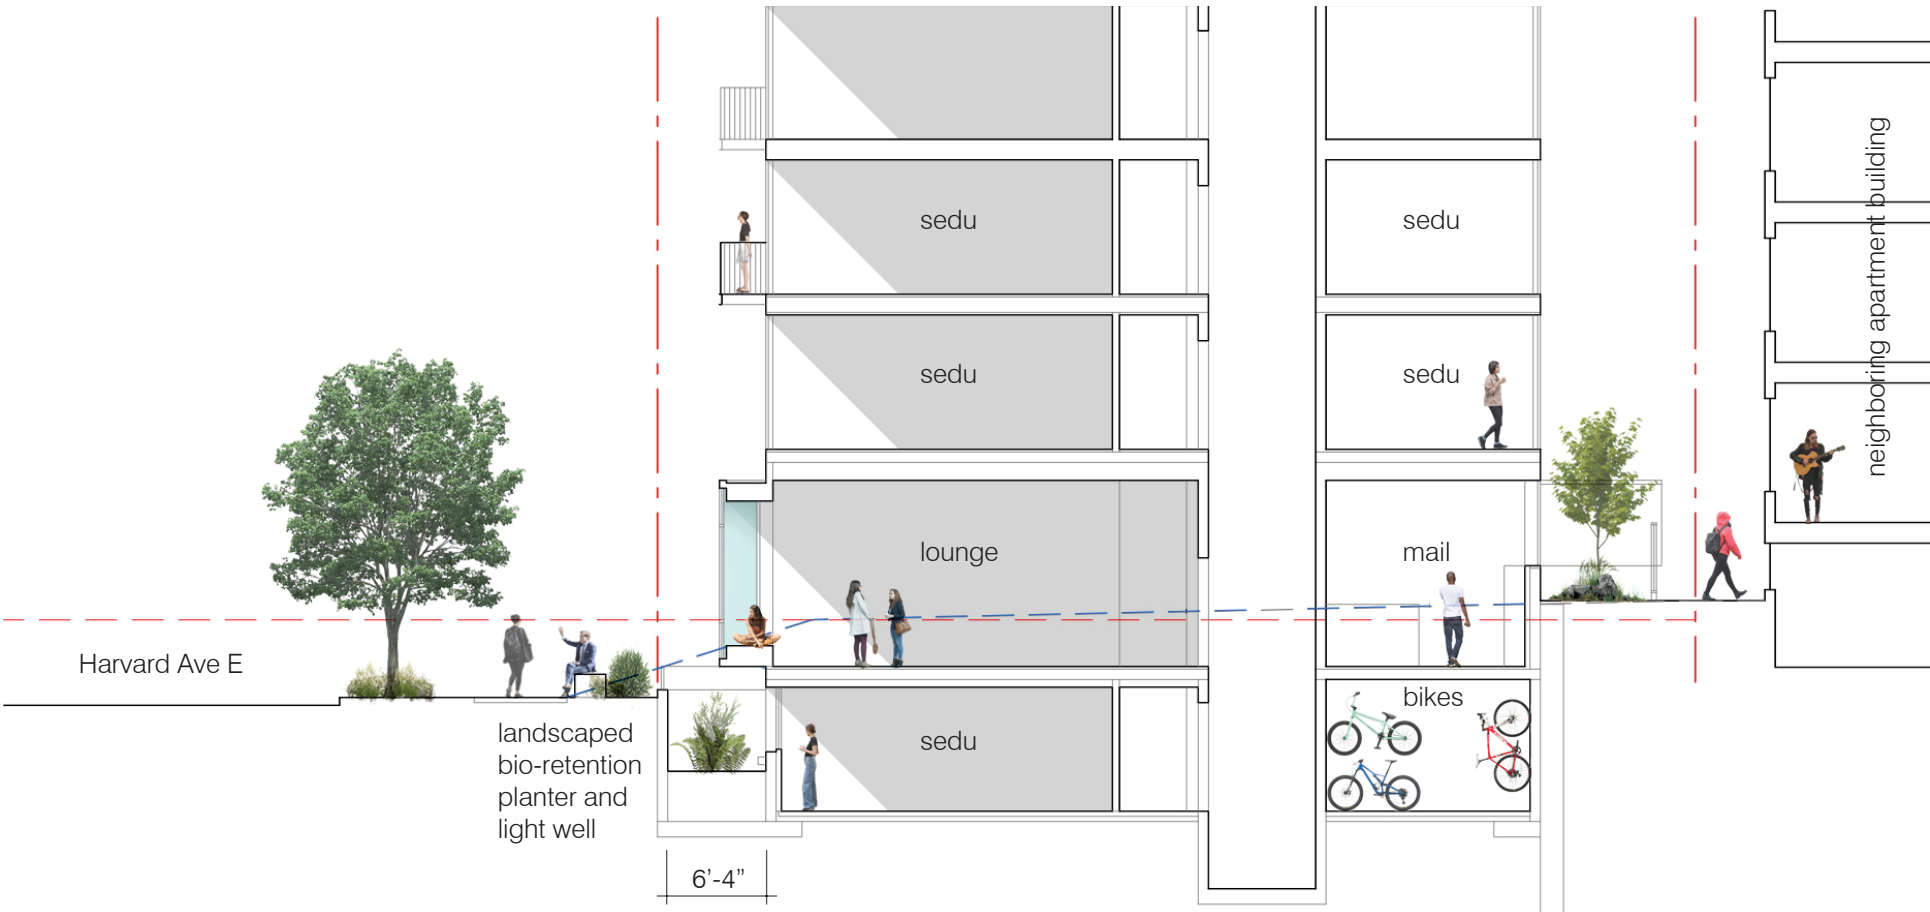 sedu
sedu
sedu
sedu
neighboring apartment building
lounge
mail
Harvard Ave E
bikes
landscaped
bio-retention
planter and
light well
sedu
6’-4”